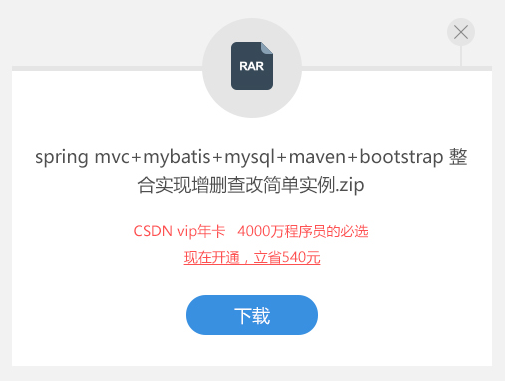 RAR
spring mvc+mybatis+mysql+maven+bootstrap 整
合实现增删查改简单实例.zip
CSDN vip年卡 4000万程序员的必选
现在开通，立省540元
下载